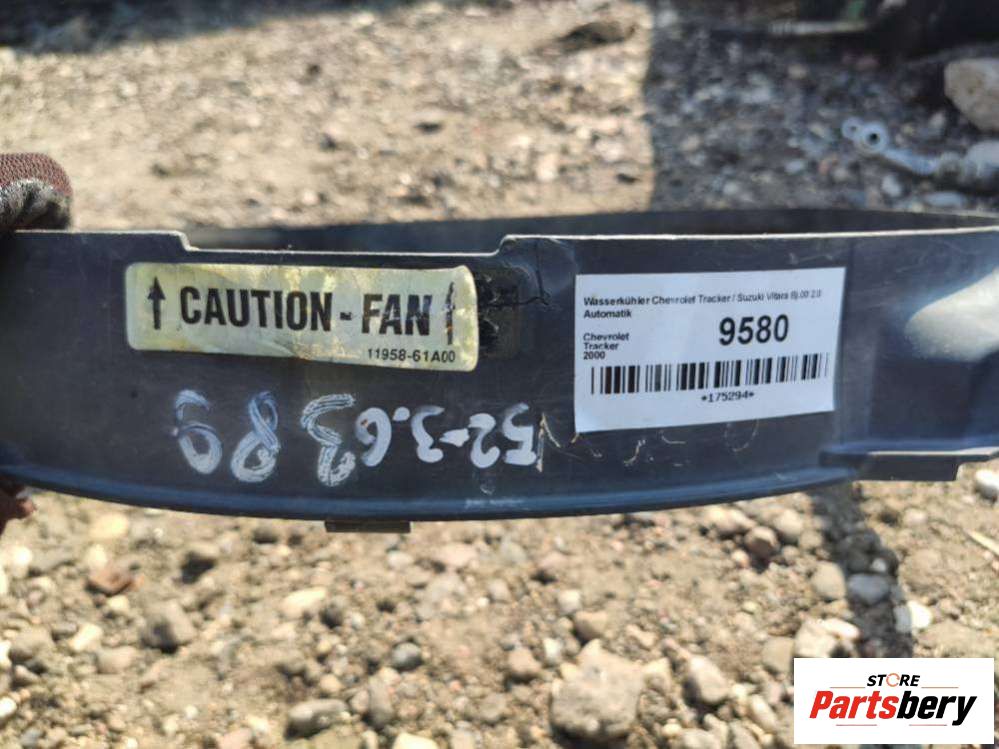 CAUTION - FAN
11958-61A00
Wasserkühler Chevrolet Tracker / Suzuki Vitara Bj.00 2.0
Automatik
9580
Chevrolet
Tracker
2000
*175294*
52-3.63
STORE
Partsbery